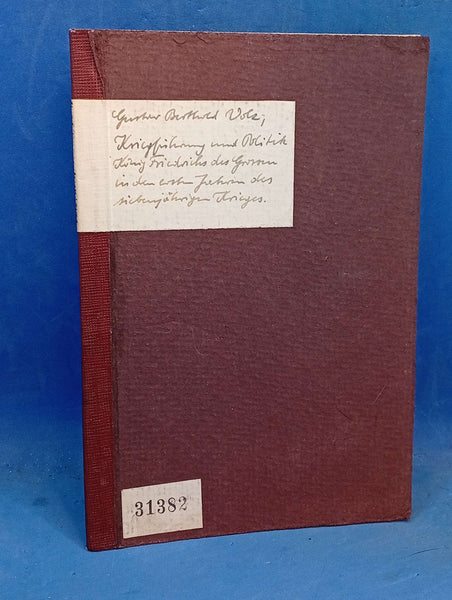 Gustav Berthold Volz,
Kriegführung und Politik
König Friedrichs des Grossen
in den ersten Jahren des
siebenjährigen Krieges.
31382